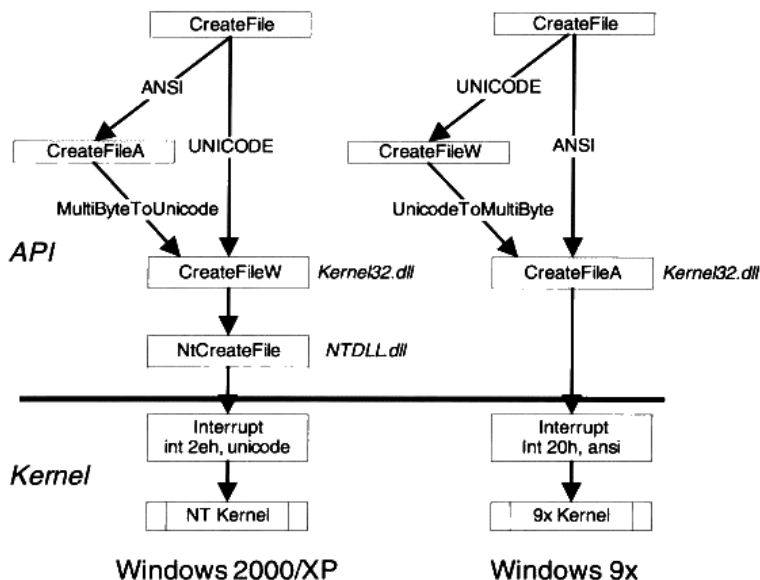 CreateFile
CreateFile
ANSI
UNICODE
CreateFileA
UNICODE
CreateFileW
ANSI
MultiByteToUnicode
UnicodeToMultiByte
API
CreateFileW
Kernel32.dll
CreateFileA
Kernel32.dll
NtCreateFile
NTDLL.dll
Interrupt
int 2eh, unicode
Interrupt
Int 20h, ansi
Kernel
NT Kernel
9x Kernel
Windows 2000/XP
Windows 9x